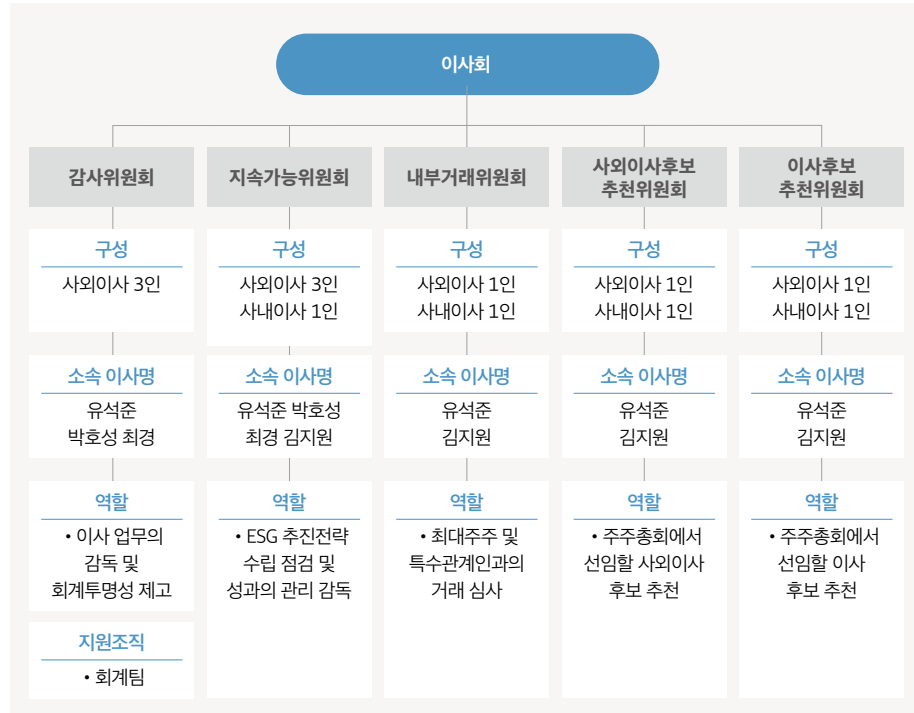 이사회
감사위원회
구성
사외이사 3인
소속 이사명
유석준
박호성 최경
역할
• 이사 업무의
감독 및
회계투명성 제고
지원조직
• 회계팀
지속가능위원회
구성
사외이사 3인
사내이사 1인
소속 이사명
유석준 박호성
최경 김지원
역할
• ESG 추진전략
수립 점검 및
성과의 관리 감독
내부거래위원회
구성
사외이사 1인
사내이사 1인
소속 이사명
유석준
김지원
역할
• 최대주주 및
특수관계인과의
거래 심사
사외이사후보
추천위원회
구성
사외이사 1인
사내이사 1인
소속 이사명
유석준
김지원
역할
• 주주총회에서
선임할 사외이사
후보 추천
이사후보
추천위원회
구성
사외이사 1인
사내이사 1인
소속 이사명
유석준
김지원
역할
• 주주총회에서
선임할 이사
후보 추천